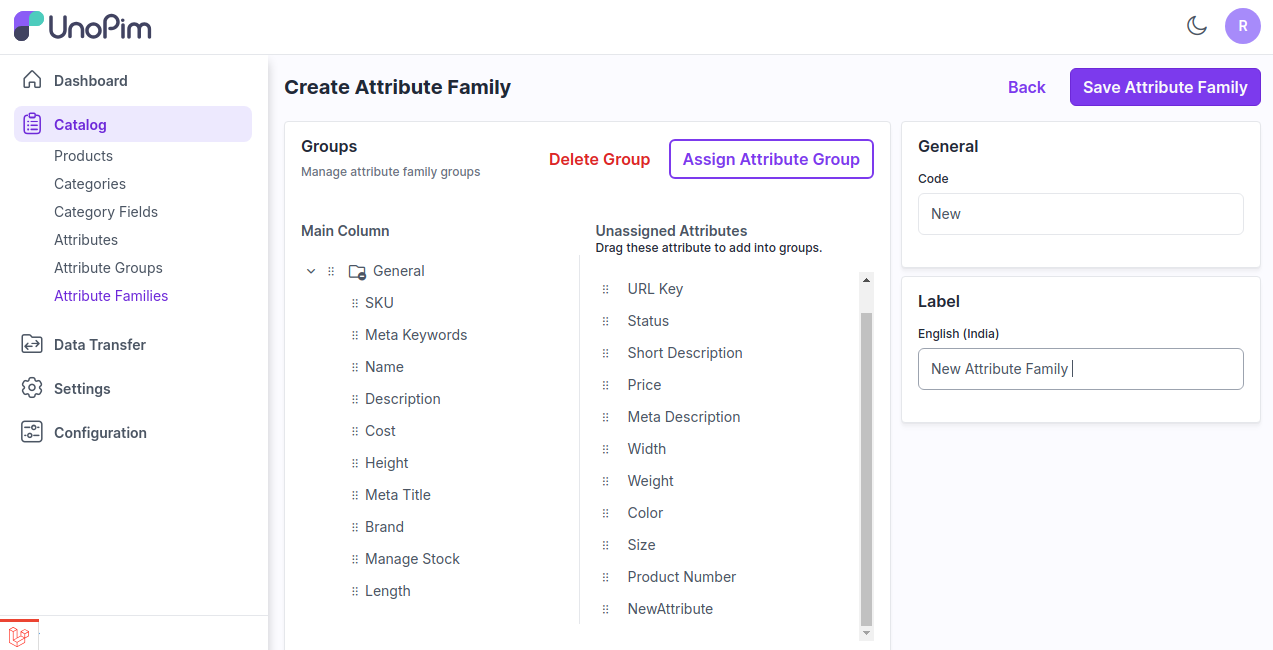 UnoPim
R
Dashboard
Catalog
Products
Categories
Category Fields
Attributes
Attribute Groups
Attribute Families
Data Transfer
Settings
Configuration
Create Attribute Family
Back
Save Attribute Family
Groups
Manage attribute family groups
Delete Group
Assign Attribute Group
Main Column
General
SKU
Meta Keywords
Name
Description
Cost
Height
Meta Title
Brand
Manage Stock
Length
Unassigned Attributes
Drag these attribute to add into groups.
URL Key
Status
Short Description
Price
Meta Description
Width
Weight
Color
Size
Product Number
NewAttribute
General
Code
New
Label
English (India)
New Attribute Family